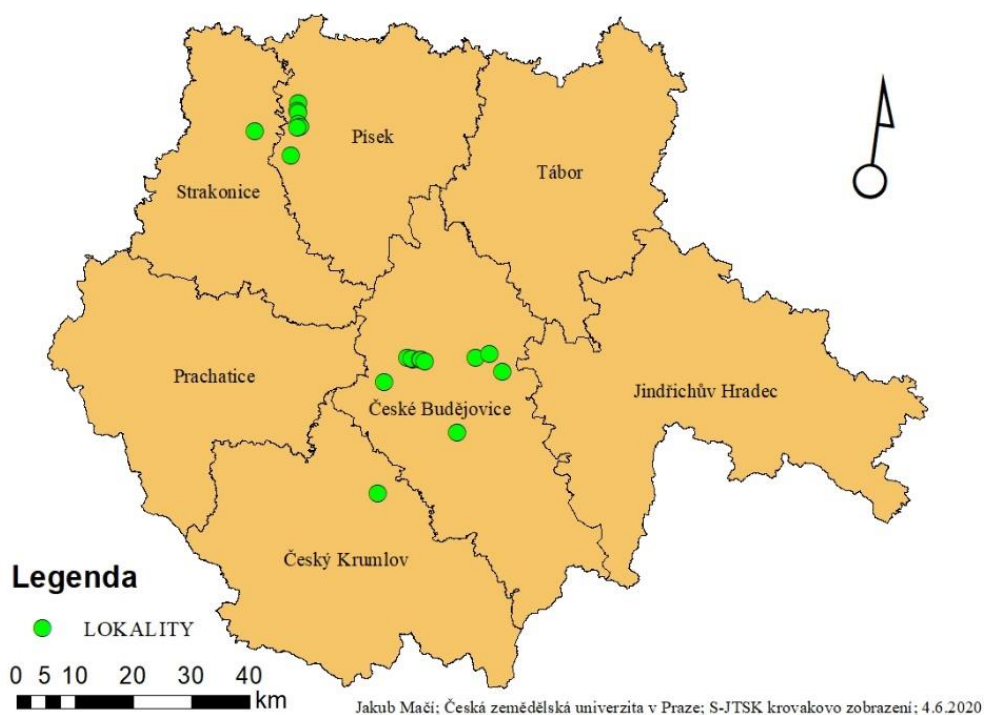 Písek
Tábor
Strakonice
Prachatice
Jindřichův Hradec
České Budějovice
Český Krumlov
Legenda
LOKALITY
0 5 10 20 30 40
km
Jakub Mačí; Česká zemědělská univerzita v Praze; S-JTSK krovakovo zobrazení; 4.6.2020